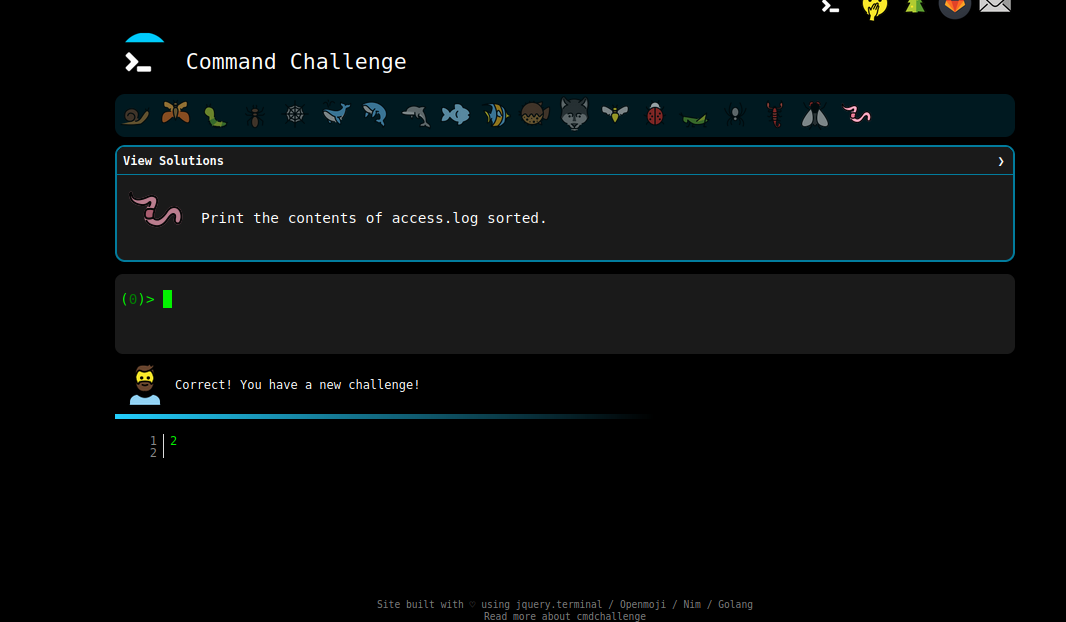 Command Challenge
View Solutions ❯
Print the contents of access.log sorted.
(0)>
Correct! You have a new challenge!
1 2
2
Site built with ♡ using jquery.terminal / Openmoji / Nim / Golang
Read more about cmdchallenge